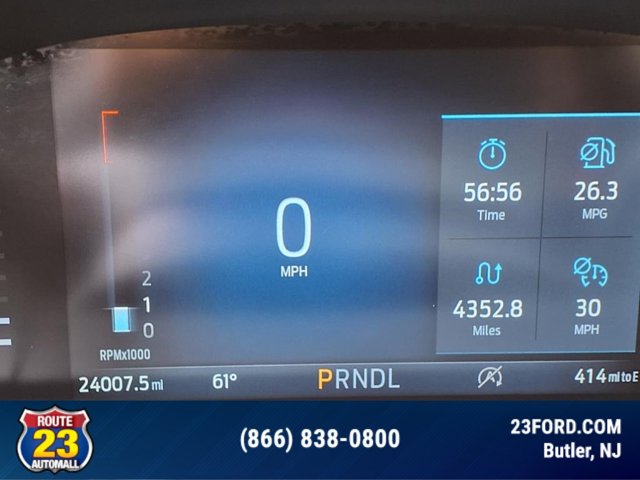 56:56
Time
26.3
MPG
0
MPH
4352.8
Miles
30
MPH
2
1
0
RPMx1000
24007.5 mi
61°
PRNDL
414 mi to E
ROUTE
23
AUTOMALL
(866) 838-0800
23FORD.COM
Butler, NJ